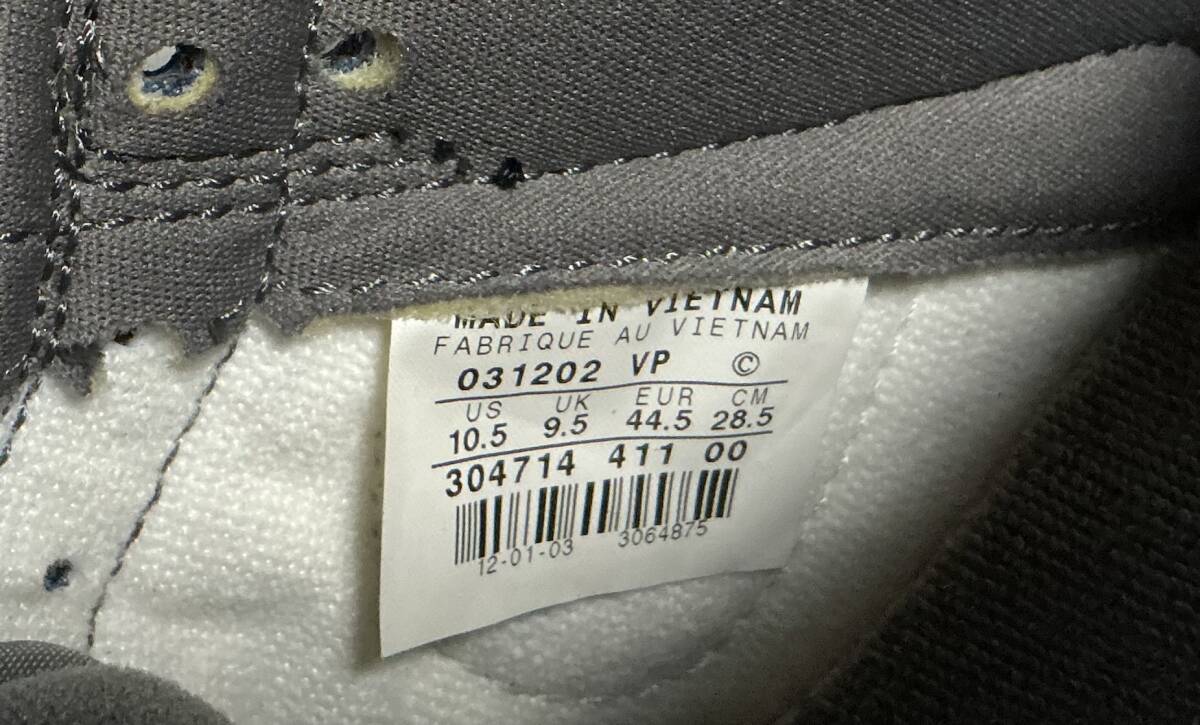 MADE IN VIETNAM
FABRIQUE AU VIETNAM
031202 VP ©
US UK EUR CM
10.5 9.5 44.5 28.5
304714 411 00
12-01-03 3064875